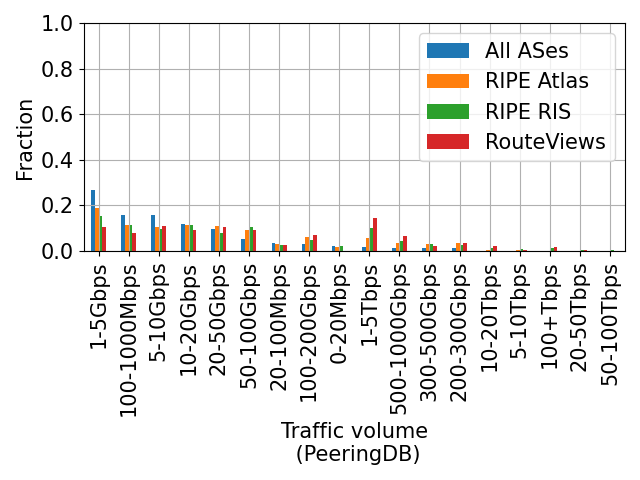 1.0
0.8
0.6
0.4
0.2
0.0
Fraction
All ASes
RIPE Atlas
RIPE RIS
RouteViews
1-5Gbps
100-1000Mbps
5-10Gbps
10-20Gbps
20-50Gbps
50-100Gbps
20-100Mbps
100-200Gbps
0-20Mbps
1-5Tbps
500-1000Gbps
300-500Gbps
200-300Gbps
10-20Tbps
5-10Tbps
100+Tbps
20-50Tbps
50-100Tbps
Traffic volume
(PeeringDB)